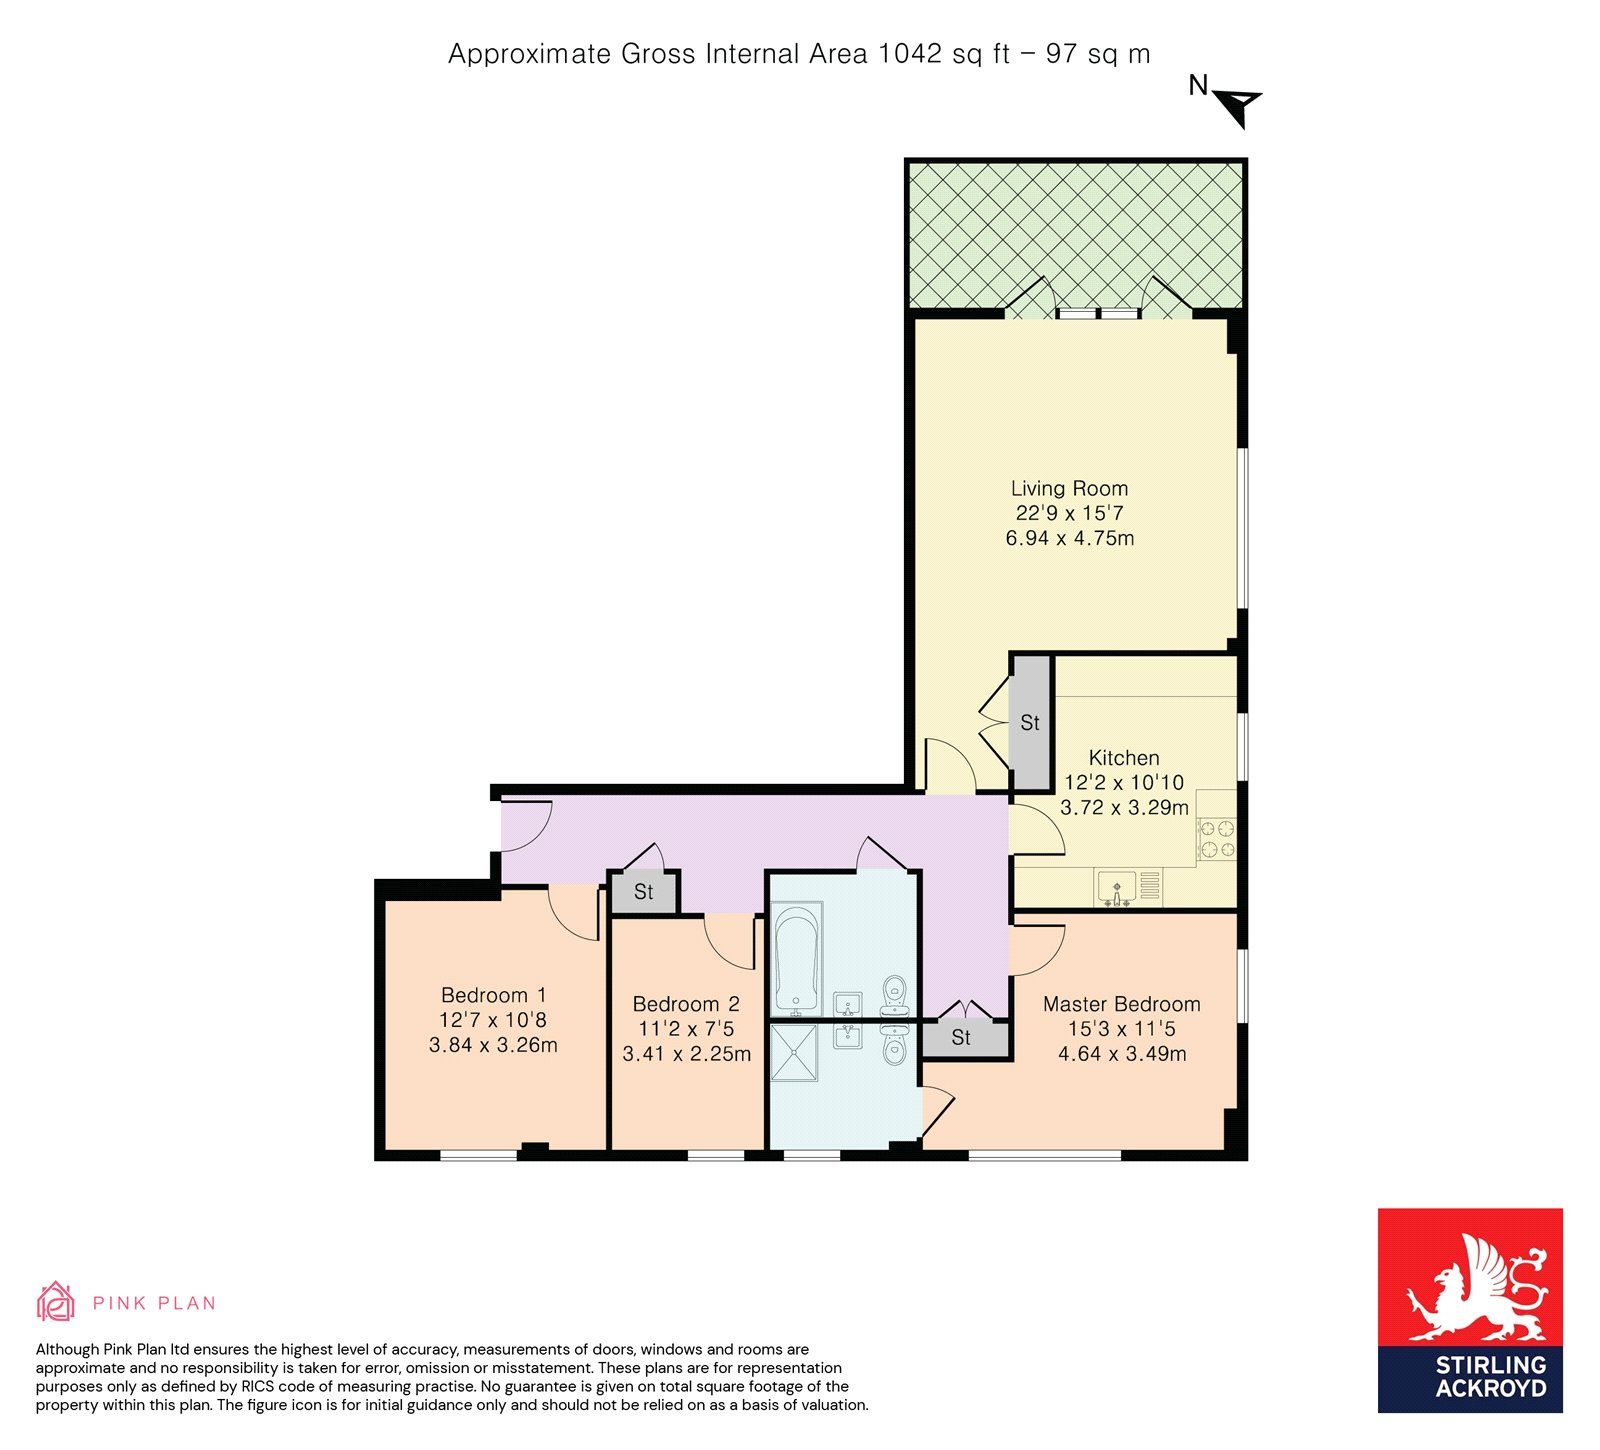 Approximate Gross Internal Area 1042 sq ft – 97 sq m
N
Living Room
22'9 x 15'7
6.94 x 4.75m
St
Kitchen
12'2 x 10'10
3.72 x 3.29m
St
Bedroom 1
12'7 x 10'8
3.84 x 3.26m
Bedroom 2
11'2 x 7'5
3.41 x 2.25m
St
Master Bedroom
15'3 x 11'5
4.64 x 3.49m
PINK PLAN
Although Pink Plan ltd ensures the highest level of accuracy, measurements of doors, windows and rooms are
approximate and no responsibility is taken for error, omission or misstatement. These plans are for representation
purposes only as defined by RICS code of measuring practise. No guarantee is given on total square footage of the
property within this plan. The figure icon is for initial guidance only and should not be relied on as a basis of valuation.
STIRLING
ACKROYD